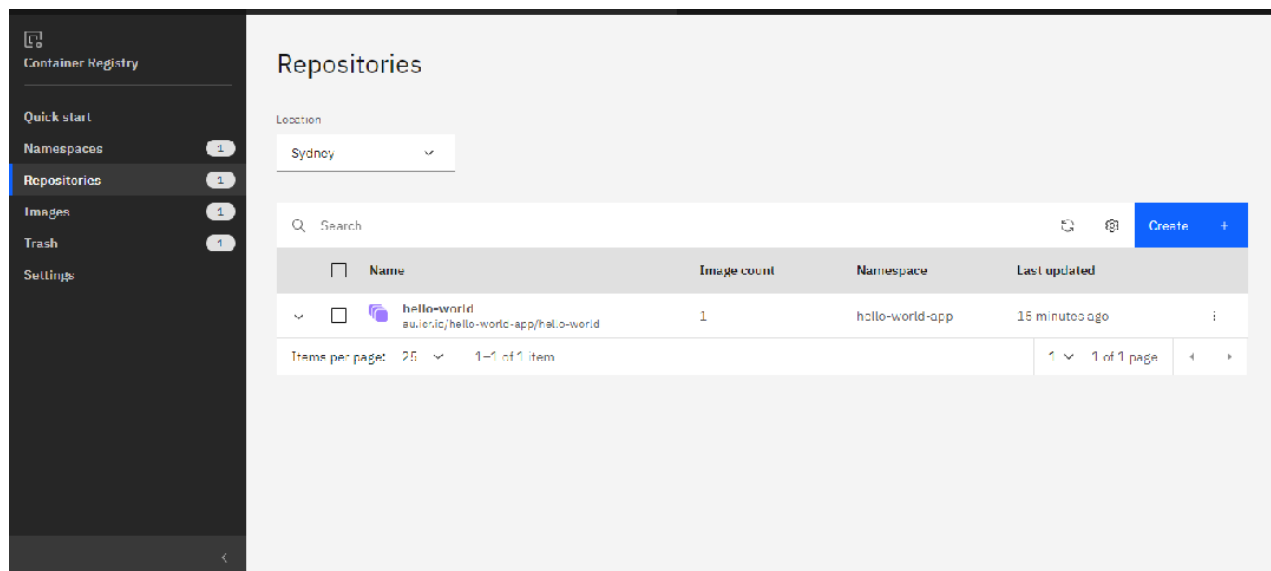 Container Registry
Quick start
Namespaces 1
Repositories 1
Images 1
Trash 1
Settings
Repositories
Location
Sydney
Search
Create +
Name Image count Namespace Last updated
hello-world 1 hello-world-app 15 minutes ago
au.icr.io/hello-world-app/hello-world
Items per page: 25 1–1 of 1 item 1 1 of 1 page